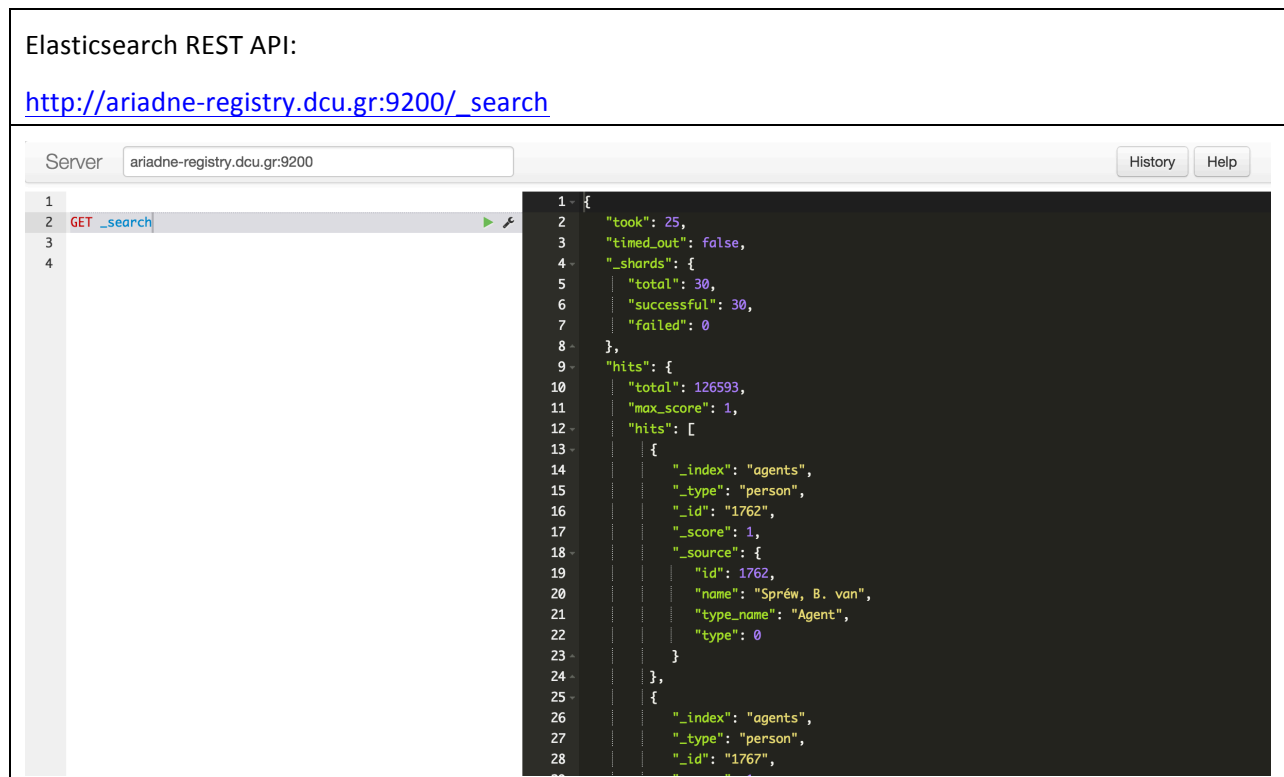 Elasticsearch REST API:
http://ariadne-registry.dcu.gr:9200/_search
Server ariadne-registry.dcu.gr:9200 History Help
1
2 GET _search
3
4
1 {
2 "took": 25,
3 "timed_out": false,
4 "_shards": {
5 "total": 30,
6 "successful": 30,
7 "failed": 0
8 },
9 "hits": {
10 "total": 126593,
11 "max_score": 1,
12 "hits": [
13 {
14 "_index": "agents",
15 "_type": "person",
16 "_id": "1762",
17 "_score": 1,
18 "_source": {
19 "id": 1762,
20 "name": "Spréw, B. van",
21 "type_name": "Agent",
22 "type": 0
23 }
24 },
25 {
26 "_index": "agents",
27 "_type": "person",
28 "_id": "1767",